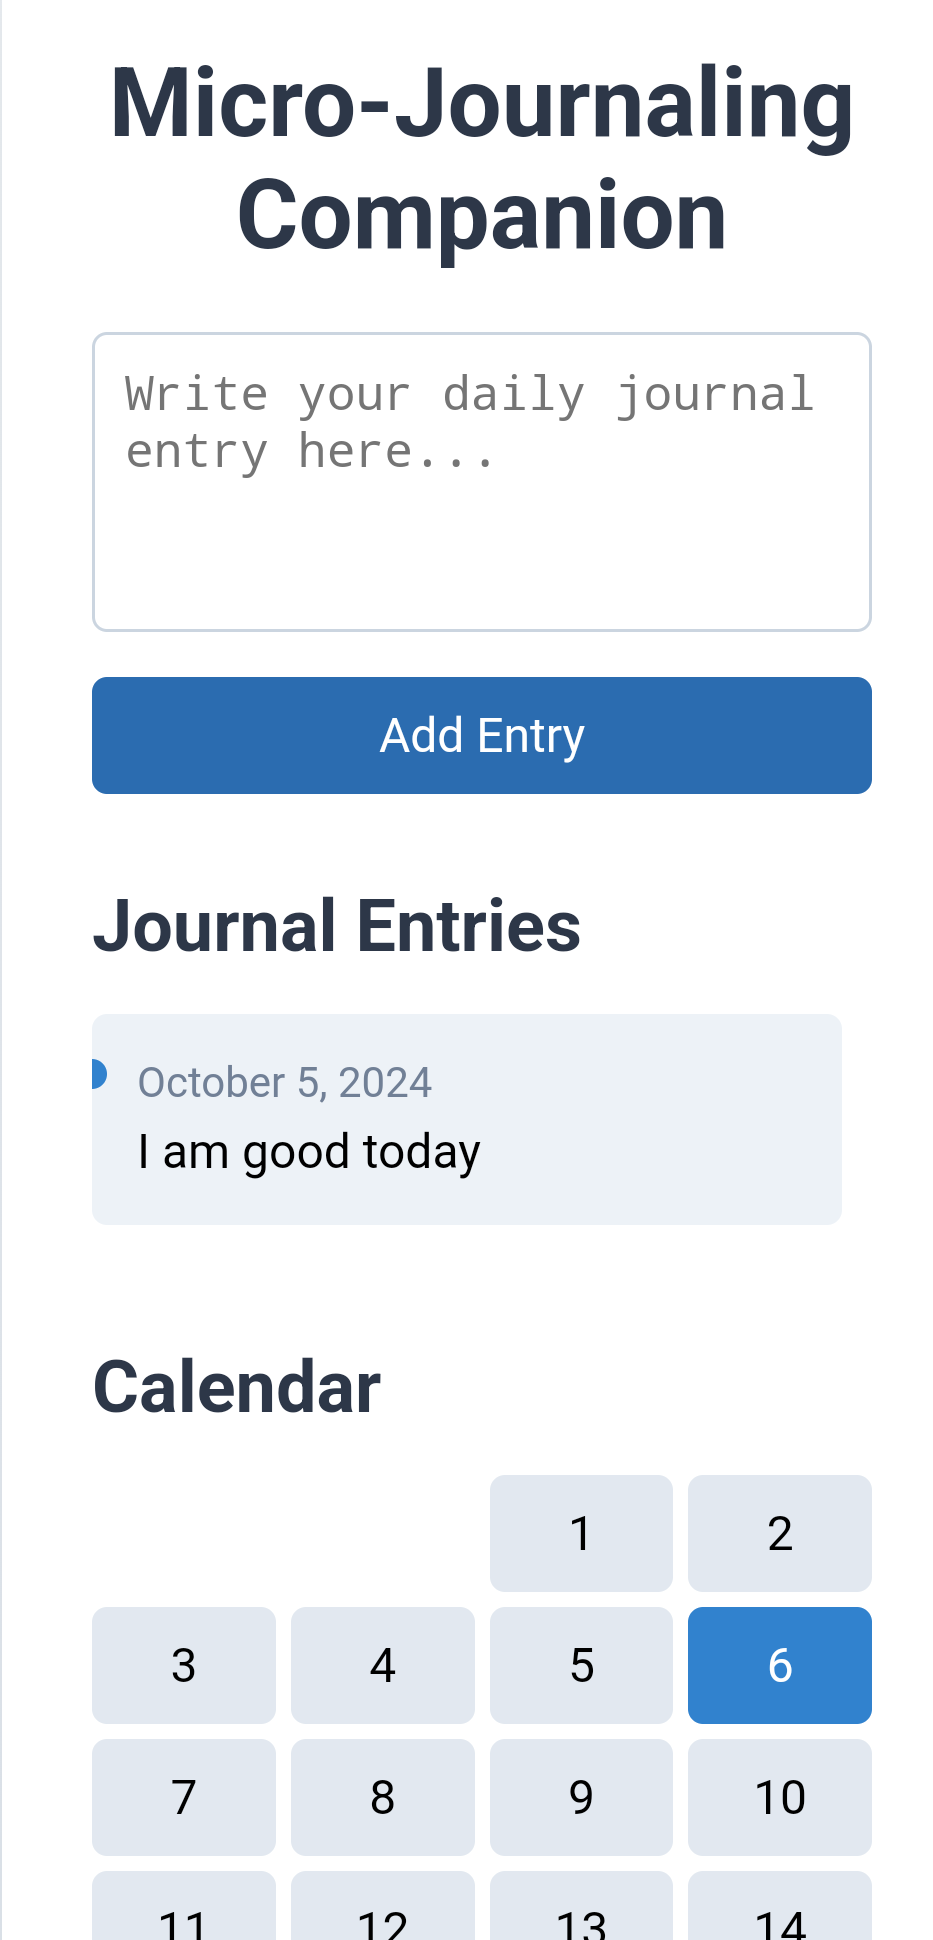 Micro-Journaling
Companion
Write your daily journal
entry here...
Add Entry
Journal Entries
October 5, 2024
I am good today
Calendar
1 2
3 4 5 6
7 8 9 10
11 12 13 14